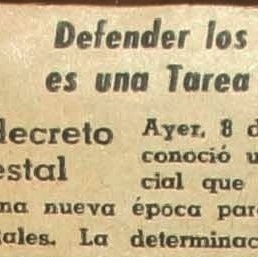 Defender los
es una Tarea
decreto
estal
Ayer, 8 d
conoció u
cial que
na nueva época par
ales. La determinac